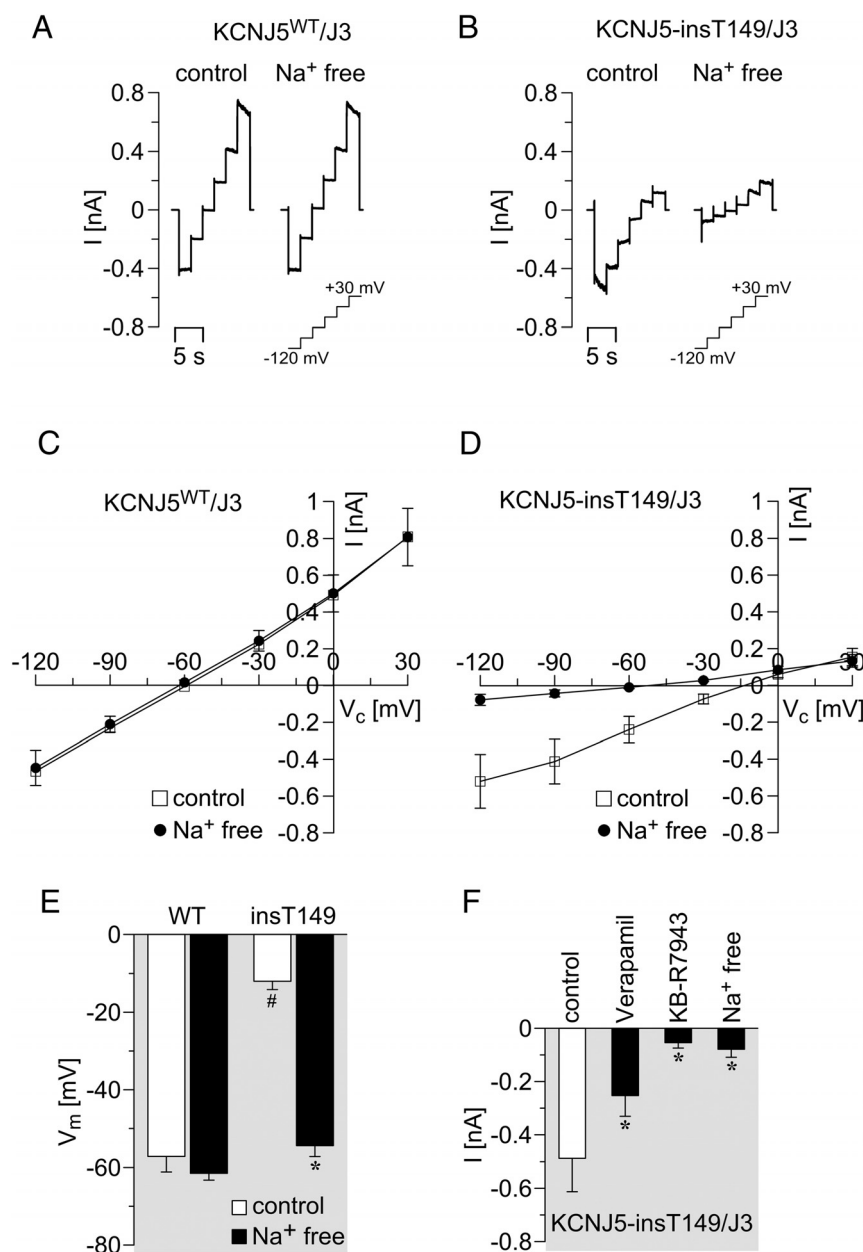 A
KCNJ5WT/J3
control Na+ free
0.8
0.4
0
-0.4
-0.8
I [nA]
5 s
+30 mV
-120 mV
B
KCNJ5-insT149/J3
control Na+ free
0.8
0.4
0
-0.4
-0.8
I [nA]
5 s
+30 mV
-120 mV
C
KCNJ5WT/J3
1
0.8
0.6
0.4
0.2
I [nA]
-120 -90 -60 -30 0 30
Vc [mV]
-0.2
-0.4
-0.6
-0.8
control
Na+ free
D
KCNJ5-insT149/J3
1
0.8
0.6
0.4
0.2
I [nA]
-120 -90 -60 -30 0 30
Vc [mV]
-0.2
-0.4
-0.6
-0.8
control
Na+ free
E
WT insT149
0
-20
-40
-60
-80
Vm [mV]
#
*
control
Na+ free
F
control
Verapamil
KB-R7943
Na+ free
0
-0.2
-0.4
-0.6
-0.8
I [nA]
* * *
KCNJ5-insT149/J3